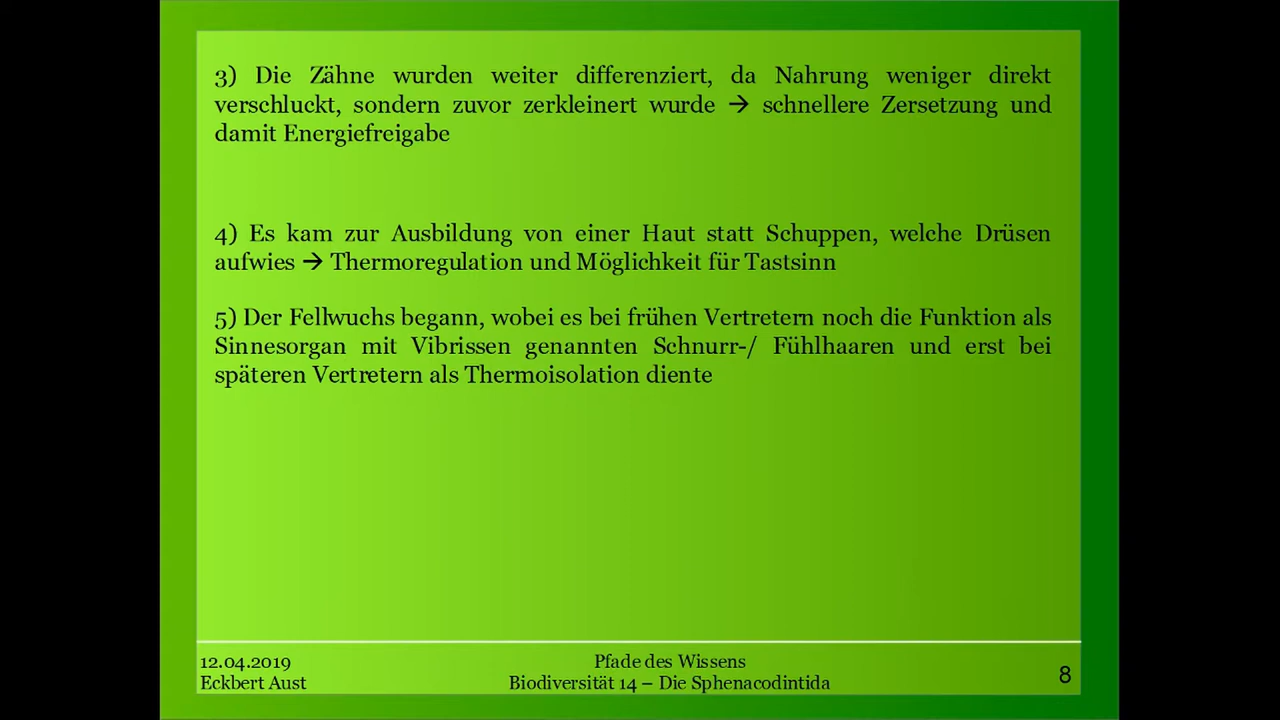 3) Die Zähne wurden weiter differenziert, da Nahrung weniger direkt
verschluckt, sondern zuvor zerkleinert wurde → schnellere Zersetzung und
damit Energiefreigabe
4) Es kam zur Ausbildung von einer Haut statt Schuppen, welche Drüsen
aufwies → Thermoregulation und Möglichkeit für Tastsinn
5) Der Fellwuchs begann, wobei es bei frühen Vertretern noch die Funktion als
Sinnesorgan mit Vibrissen genannten Schnurr-/ Fühlhaaren und erst bei
späteren Vertretern als Thermoisolation diente
12.04.2019
Eckbert Aust
Pfade des Wissens
Biodiversität 14 – Die Sphenacodintida
8